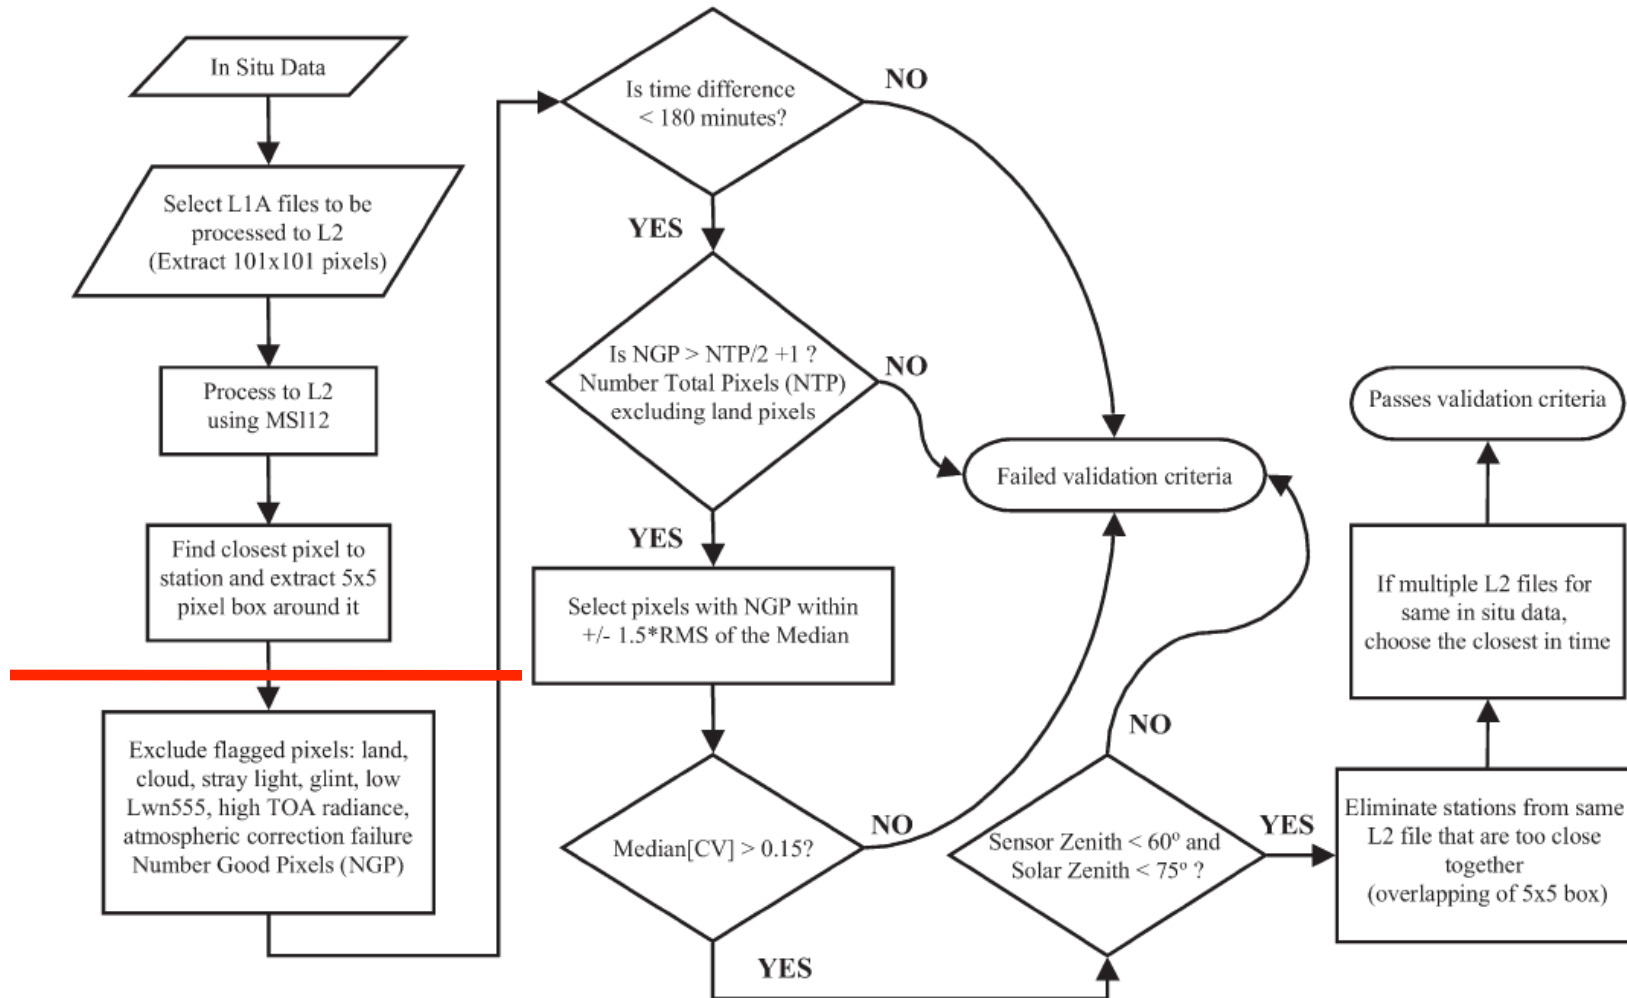 In Situ Data
Select L1A files to be
processed to L2
(Extract 101x101 pixels)
Process to L2
using MSl12
Find closest pixel to
station and extract 5x5
pixel box around it
Exclude flagged pixels: land,
cloud, stray light, glint, low
Lwn555, high TOA radiance,
atmospheric correction failure
Number Good Pixels (NGP)
Is time difference
< 180 minutes?
NO
YES
Is NGP > NTP/2 +1 ?
Number Total Pixels (NTP)
excluding land pixels
NO
YES
Select pixels with NGP within
+/- 1.5*RMS of the Median
Median[CV] > 0.15?
NO
YES
Failed validation criteria
Sensor Zenith < 60º and
Solar Zenith < 75º ?
NO
YES
Eliminate stations from same
L2 file that are too close
together
(overlapping of 5x5 box)
If multiple L2 files for
same in situ data,
choose the closest in time
Passes validation criteria